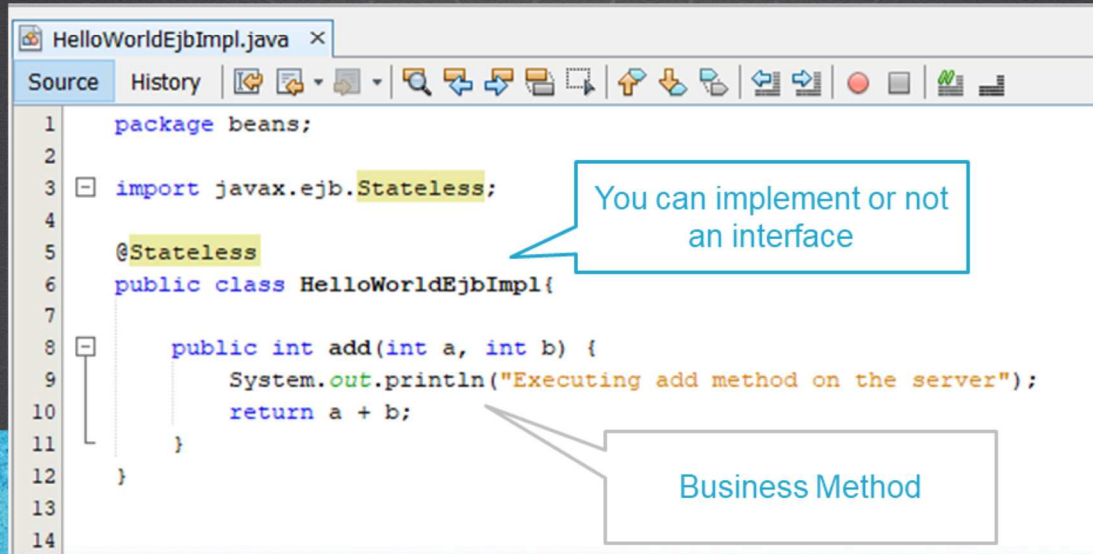 HelloWorldEjbImpl.java ×
Source History
1 package beans;
2
3 import javax.ejb.Stateless;
4
5 @Stateless
6 public class HelloWorldEjbImpl{
7
8 public int add(int a, int b) {
9 System.out.println("Executing add method on the server");
10 return a + b;
11 }
12 }
13
14
You can implement or not
an interface
Business Method